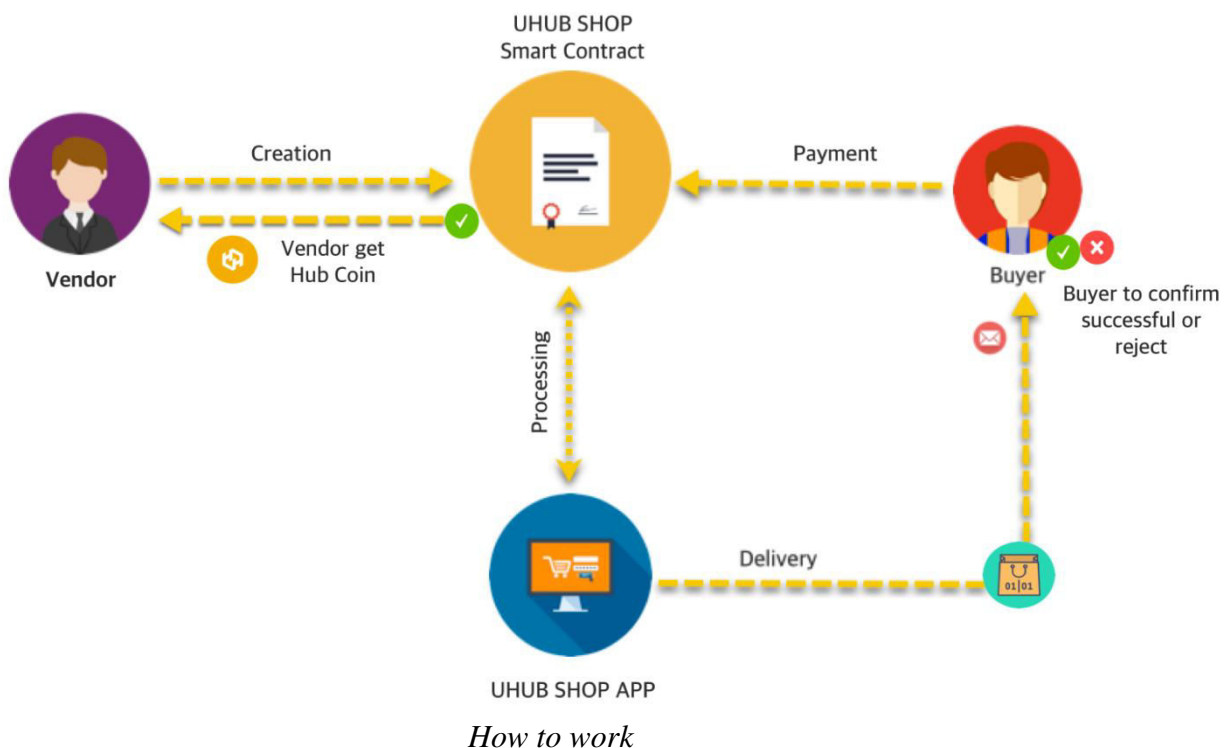 UHUB SHOP
Smart Contract
Creation
Payment
Vendor get
Hub Coin
Vendor
Buyer
Buyer to confirm
successful or
reject
Processing
Delivery
01|01
UHUB SHOP APP
How to work